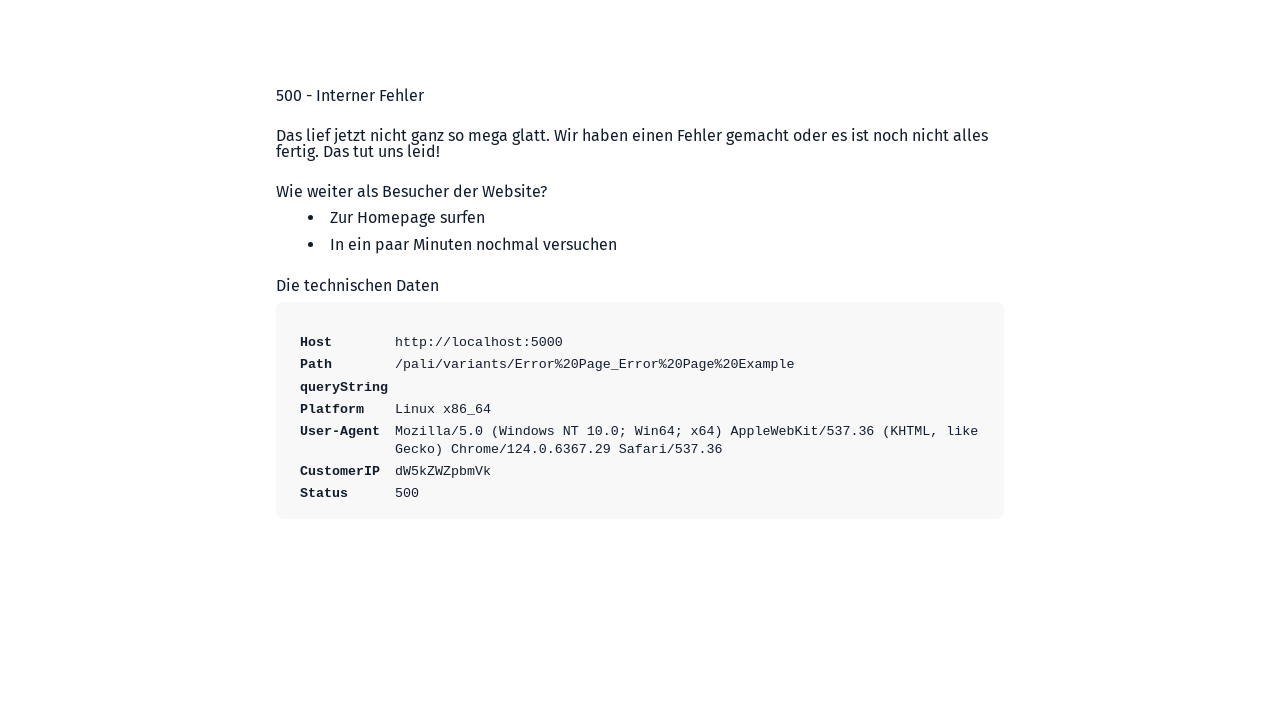 500 - Interner Fehler
Das lief jetzt nicht ganz so mega glatt. Wir haben einen Fehler gemacht oder es ist noch nicht alles
fertig. Das tut uns leid!
Wie weiter als Besucher der Website?
• Zur Homepage surfen
• In ein paar Minuten nochmal versuchen
Die technischen Daten
Host http://localhost:5000
Path /pali/variants/Error%20Page_Error%20Page%20Example
queryString
Platform Linux x86_64
User-Agent Mozilla/5.0 (Windows NT 10.0; Win64; x64) AppleWebKit/537.36 (KHTML, like
Gecko) Chrome/124.0.6367.29 Safari/537.36
CustomerIP dW5kZWZpbmVk
Status 500